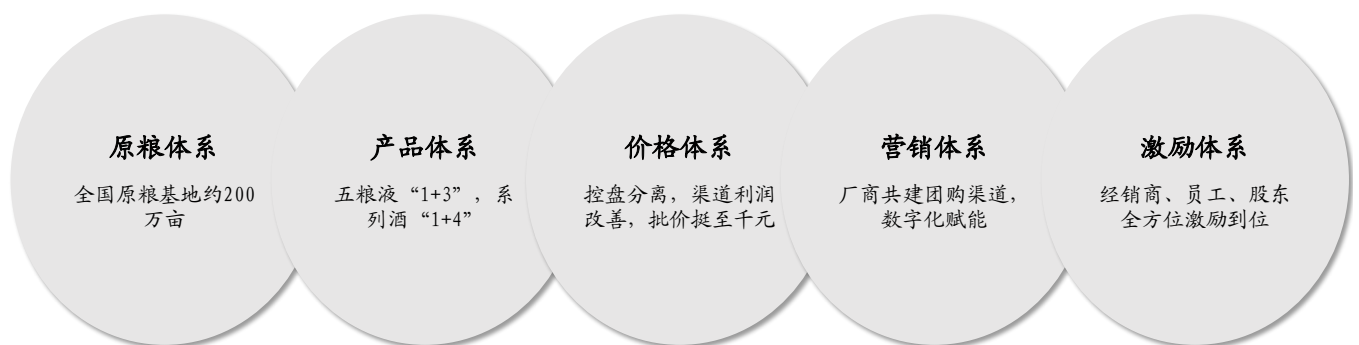 原粮体系
全国原粮基地约200
万亩
产品体系
五粮液“1+3”，系
列酒“1+4”
价格体系
控盘分离，渠道利润
改善，批价挺至千元
营销体系
厂商共建团购渠道，
数字化赋能
激励体系
经销商、员工、股东
全方位激励到位